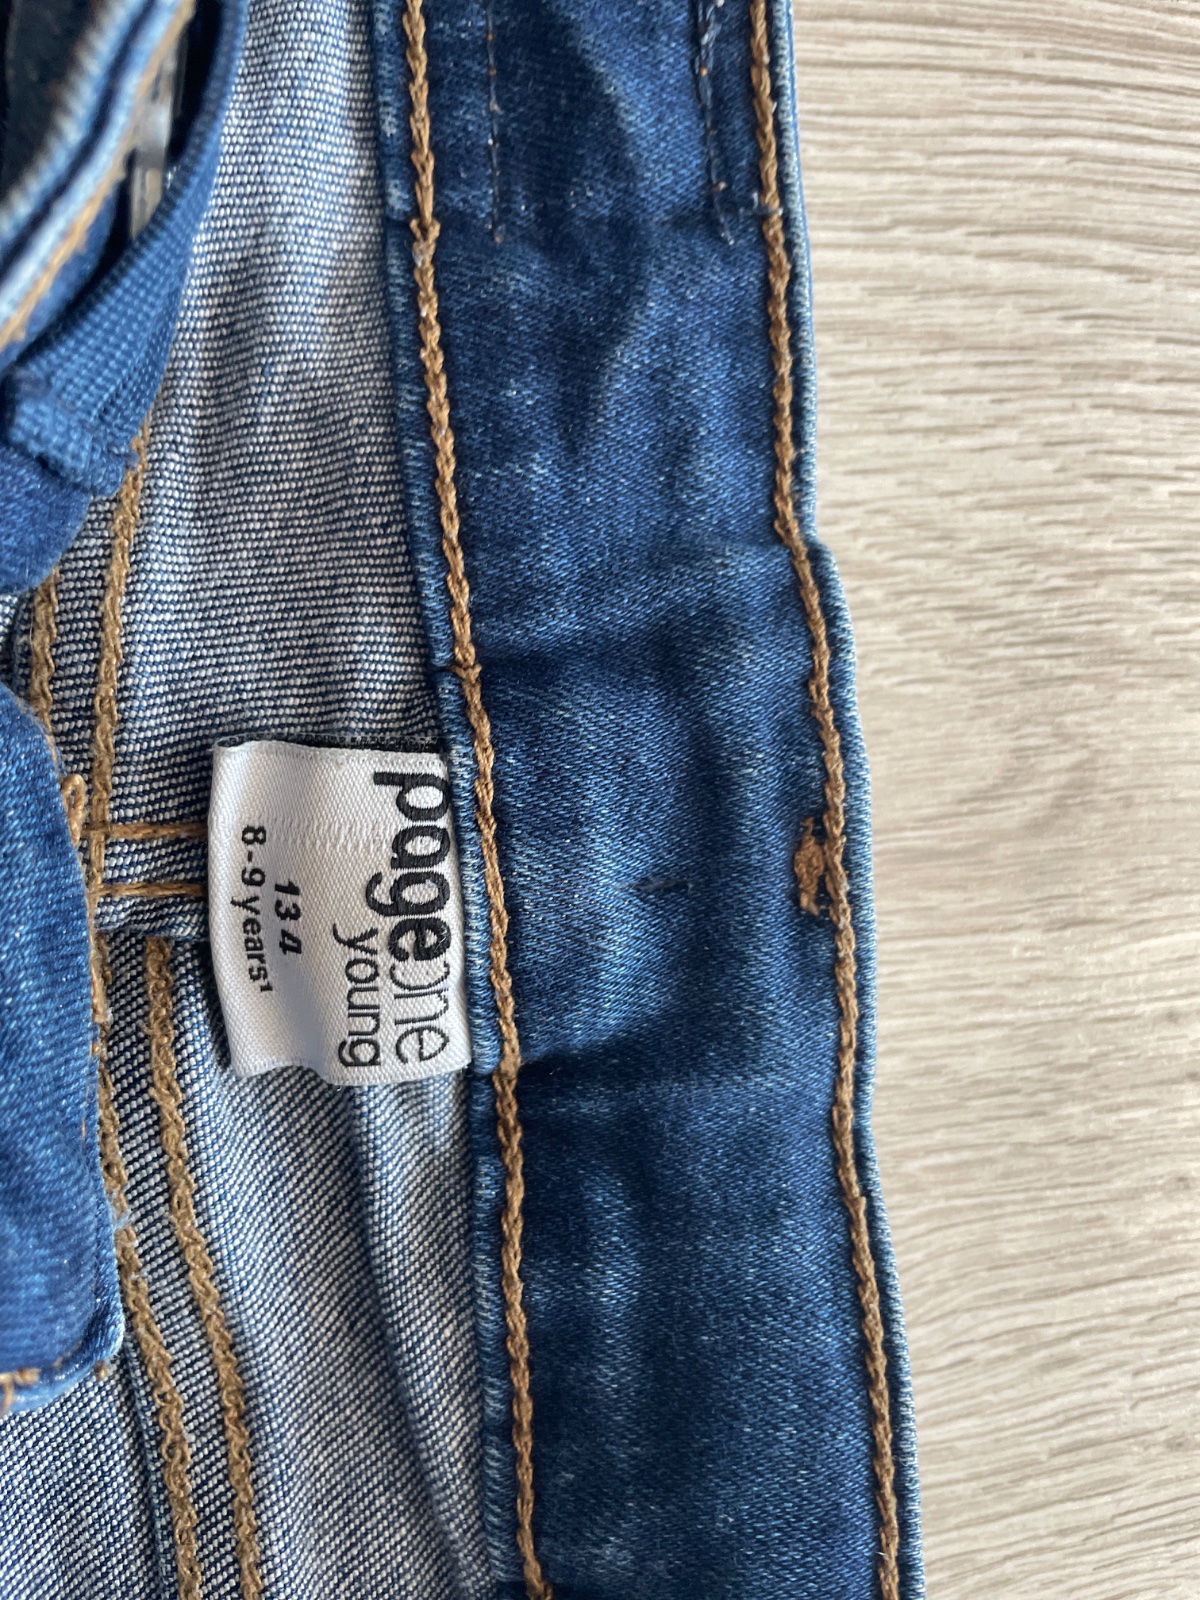 pageone
young
134
8-9 years¹